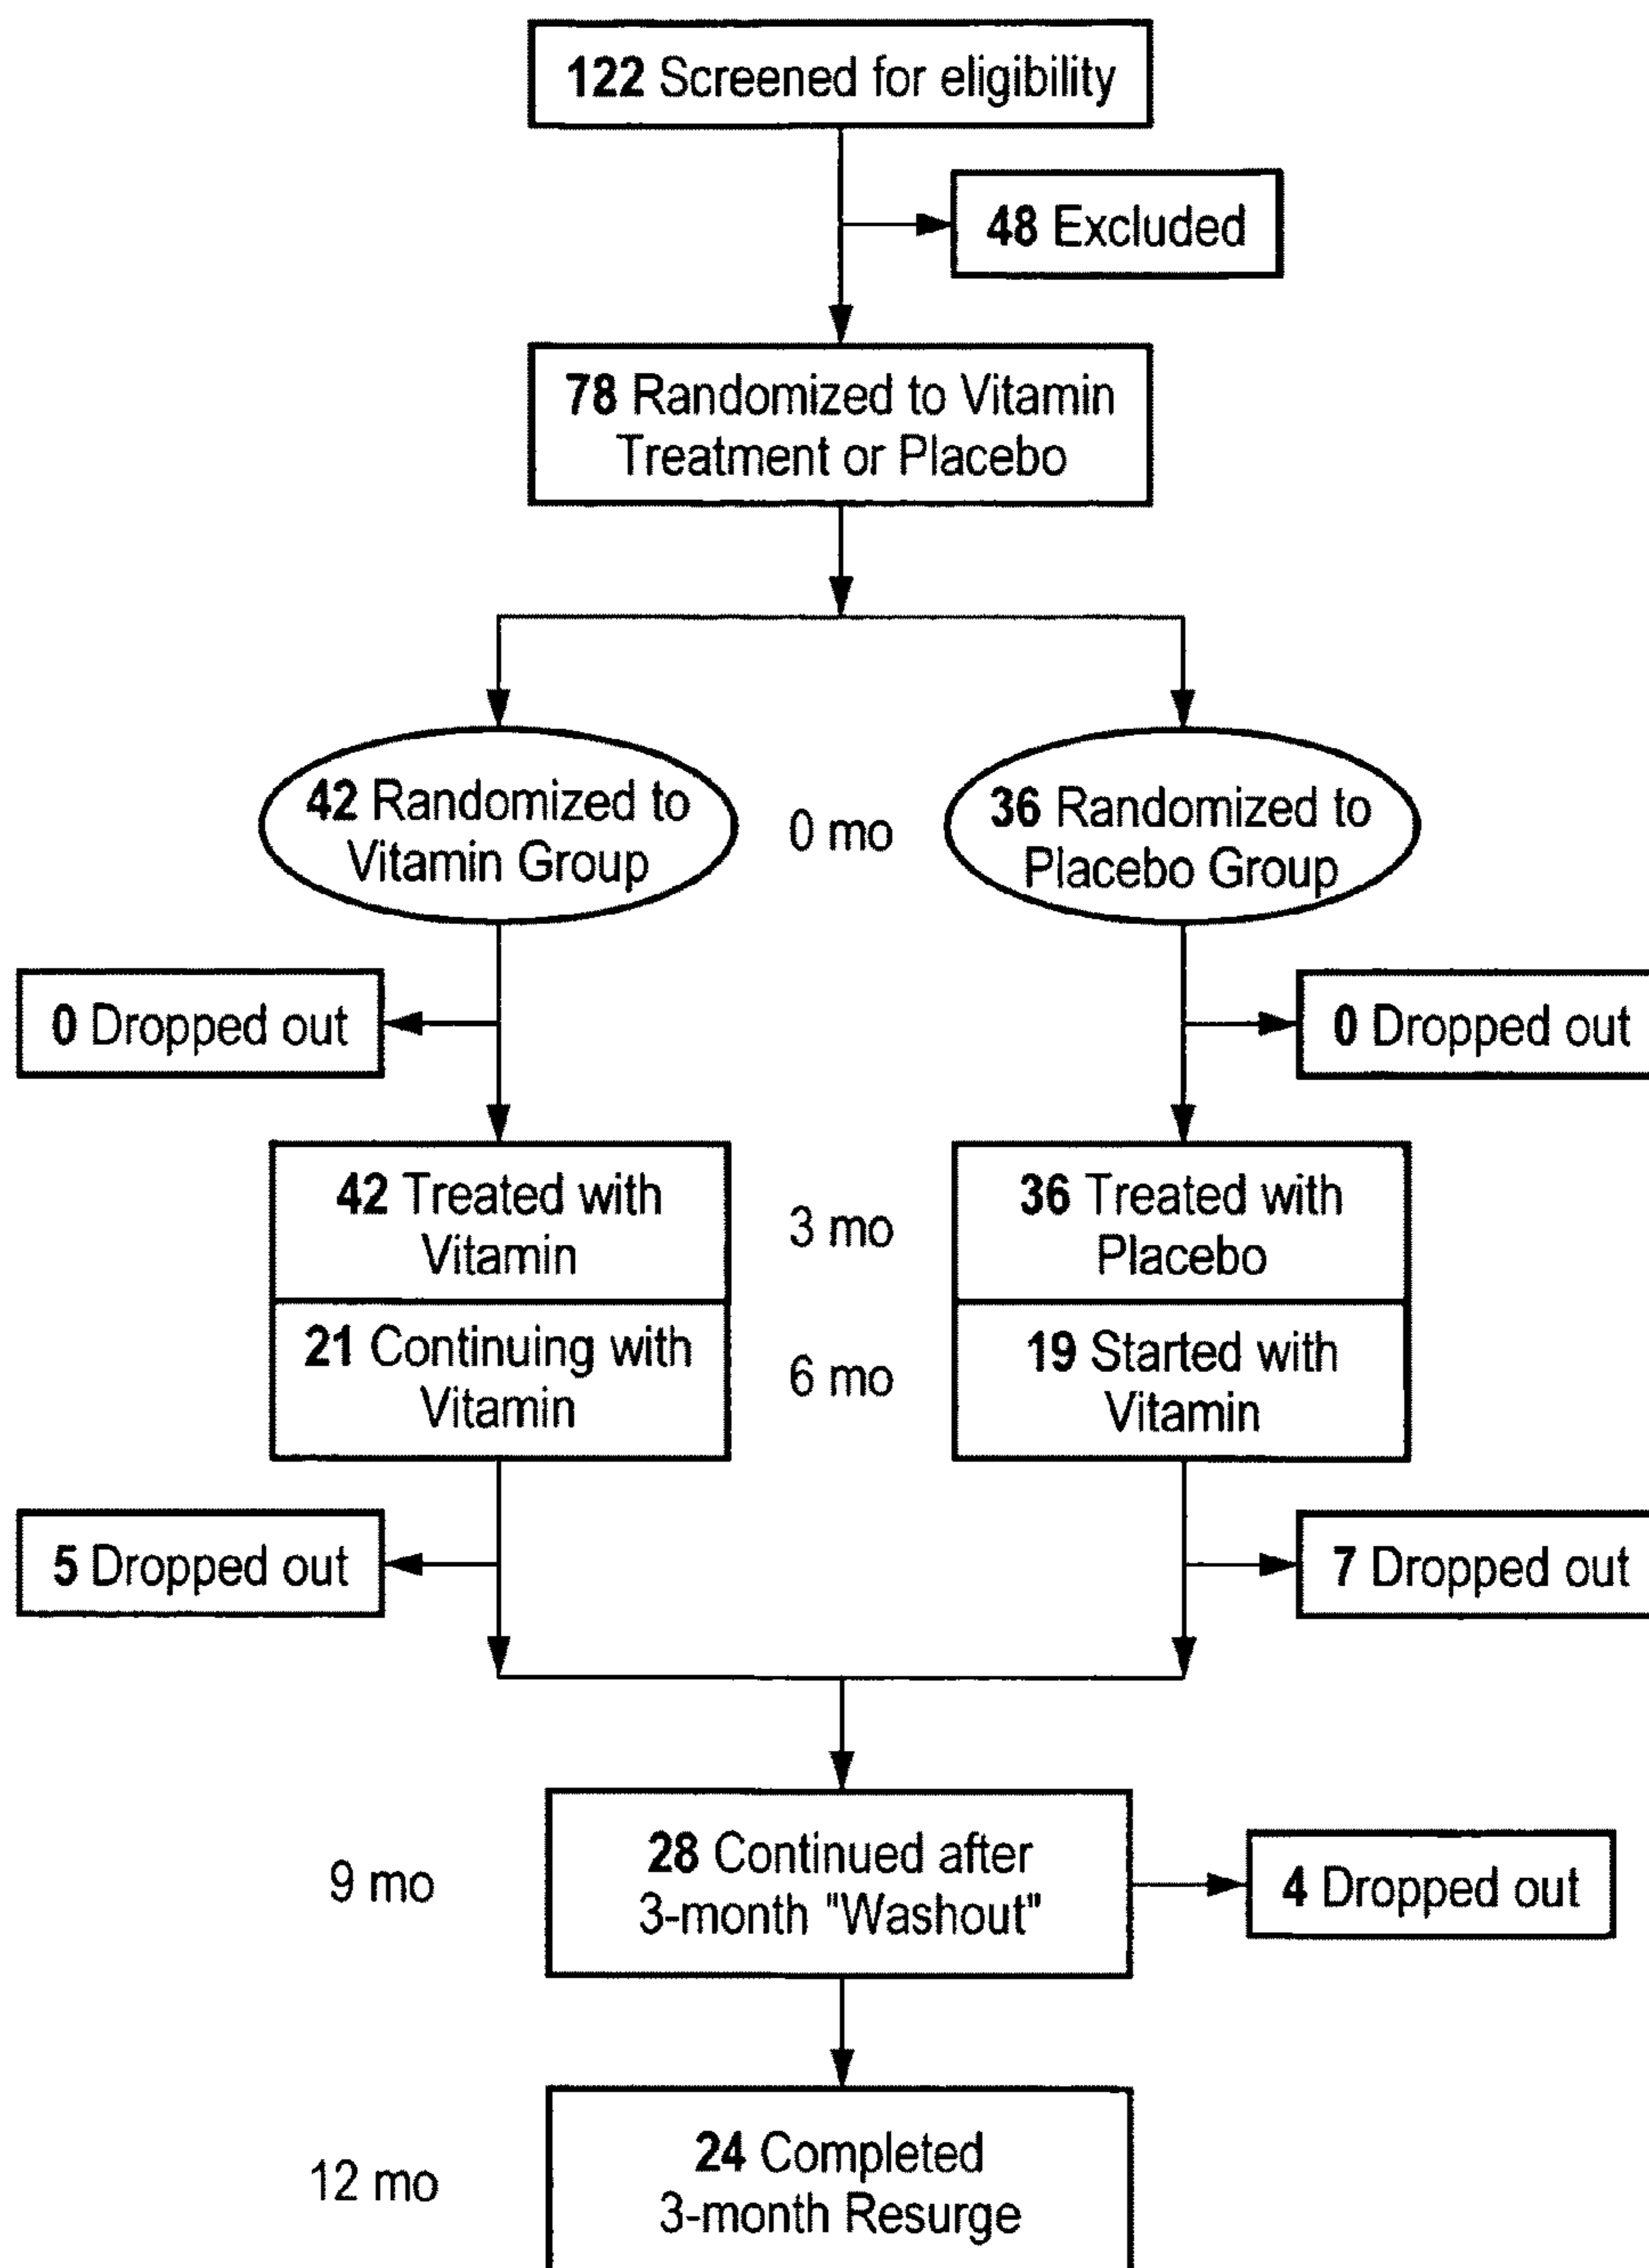 122 Screened for eligibility
48 Excluded
78 Randomized to Vitamin
Treatment or Placebo
42 Randomized to
Vitamin Group
0 mo
36 Randomized to
Placebo Group
0 Dropped out
0 Dropped out
42 Treated with
Vitamin
3 mo
36 Treated with
Placebo
21 Continuing with
Vitamin
6 mo
19 Started with
Vitamin
5 Dropped out
7 Dropped out
9 mo
28 Continued after
3-month "Washout"
4 Dropped out
12 mo
24 Completed
3-month Resurge